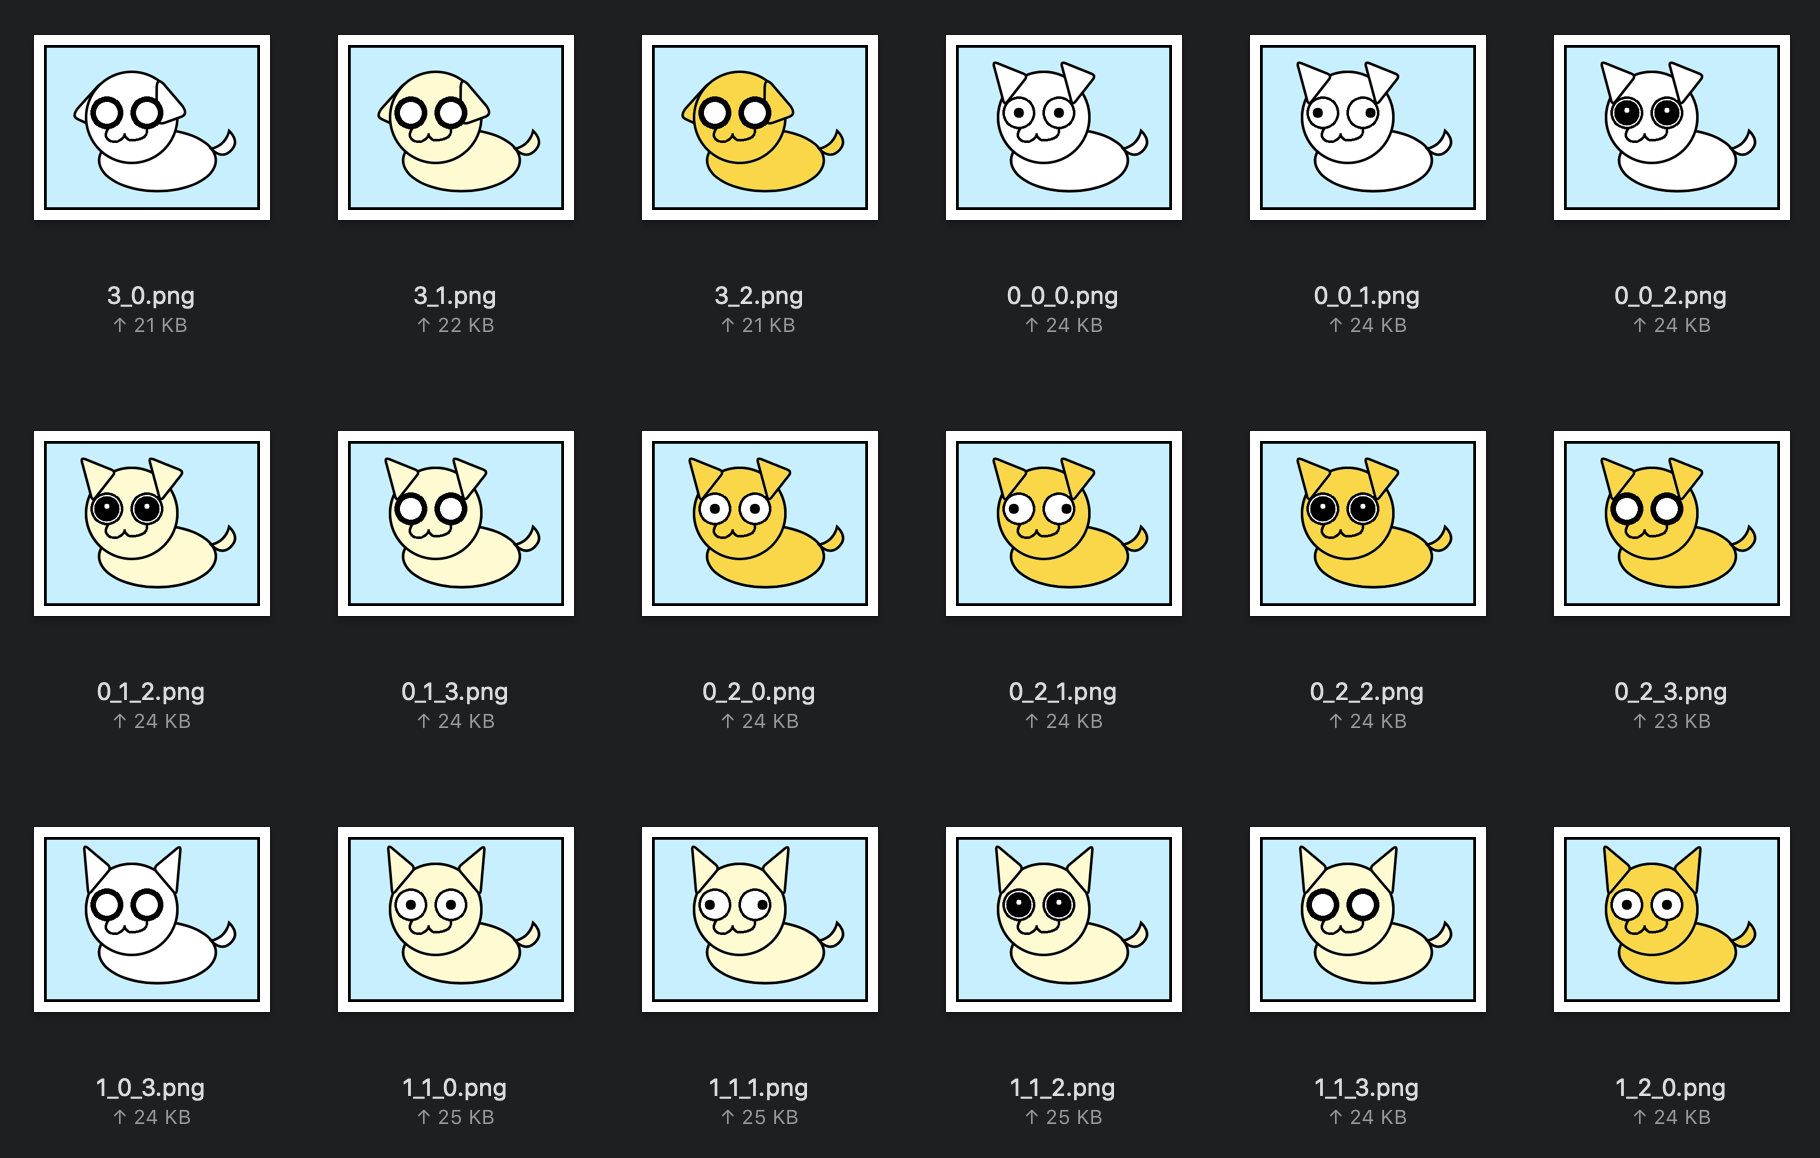 3_0.png
3_1.png
3_2.png
0_0_0.png
0_0_1.png
0_0_2.png
↑ 21 KB
↑ 22 KB
↑ 21 KB
↑ 24 KB
↑ 24 KB
↑ 24 KB
0_1_2.png
0_1_3.png
0_2_0.png
0_2_1.png
0_2_2.png
0_2_3.png
↑ 24 KB
↑ 24 KB
↑ 24 KB
↑ 24 KB
↑ 24 KB
↑ 23 KB
1_0_3.png
1_1_0.png
1_1_1.png
1_1_2.png
1_1_3.png
1_2_0.png
↑ 24 KB
↑ 25 KB
↑ 25 KB
↑ 25 KB
↑ 24 KB
↑ 24 KB